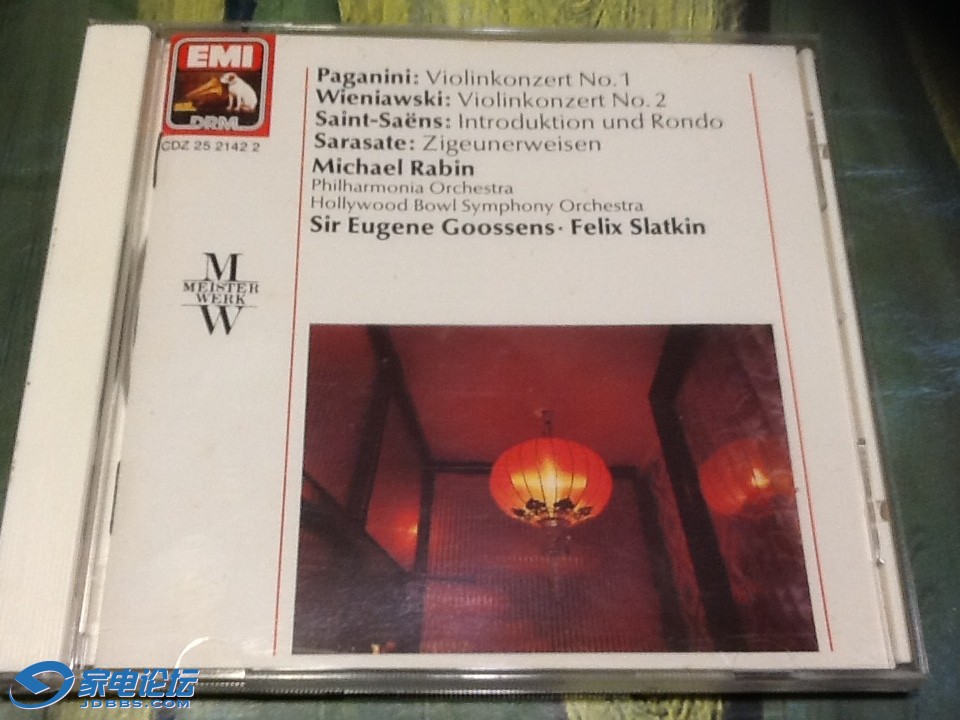 EMI
DRM
CDZ 25 2142 2
Paganini: Violinkonzert No. 1
Wieniawski: Violinkonzert No. 2
Saint-Saëns: Introduktion und Rondo
Sarasate: Zigeunerweisen
Michael Rabin
Philharmonia Orchestra
Hollywood Bowl Symphony Orchestra
Sir Eugene Goossens · Felix Slatkin
M
MEISTER
WERK
W
家电论坛
JDBBS.COM